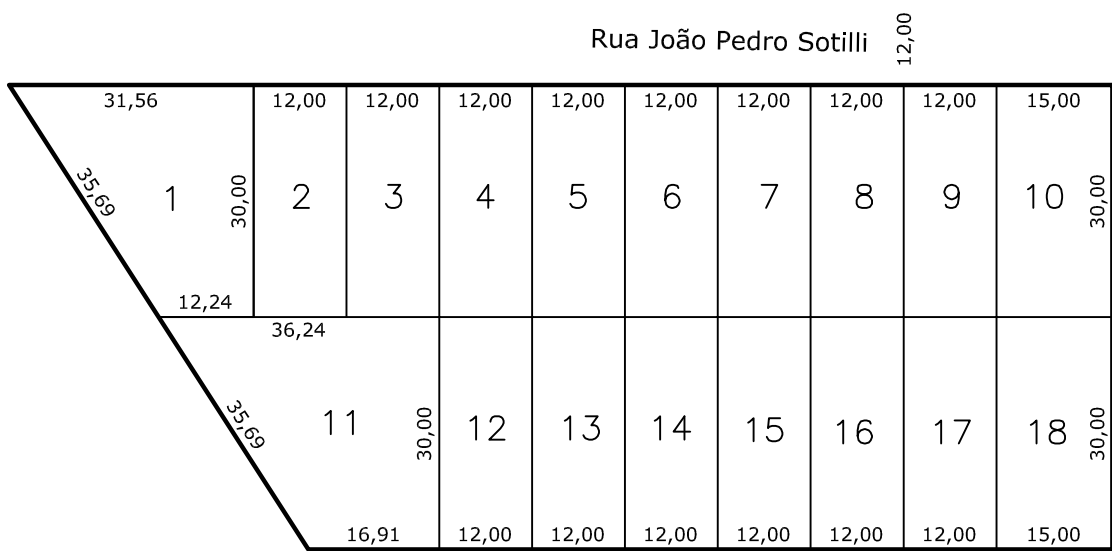 Rua João Pedro Sotilli 12,00
31,56 12,00 12,00 12,00 12,00 12,00 12,00 12,00 12,00 15,00
35,69 1 30,00 2 3 4 5 6 7 8 9 10 30,00
12,24
36,24
35,69 11 30,00 12 13 14 15 16 17 18 30,00
16,91 12,00 12,00 12,00 12,00 12,00 12,00 15,00